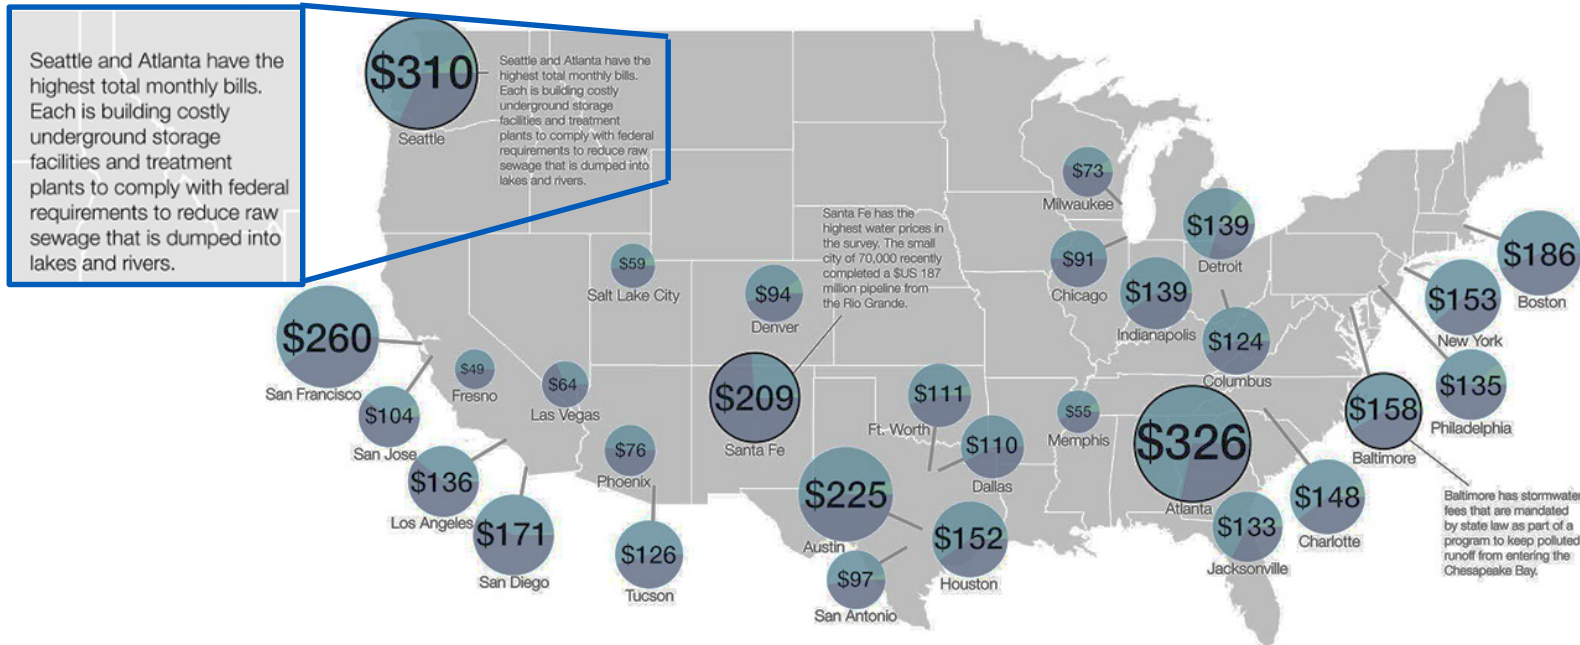 Seattle and Atlanta have the
highest total monthly bills.
Each is building costly
underground storage
facilities and treatment
plants to comply with federal
requirements to reduce raw
sewage that is dumped into
lakes and rivers.
$310
Seattle
Seattle and Atlanta have the
highest total monthly bills.
Each is building costly
underground storage
facilities and treatment
plants to comply with federal
requirements to reduce raw
sewage that is dumped into
lakes and rivers.
$73
Milwaukee
$139
Detroit
$186
Boston
Santa Fe has the
highest water prices in
the survey. The small
city of 70,000 recently
completed a $US 187
million pipeline from
the Rio Grande.
$59
Salt Lake City
$94
Denver
$91
Chicago
$139
Indianapolis
$153
New York
$260
San Francisco
$124
Columbus
$49
Fresno
$64
Las Vegas
$209
Santa Fe
$111
Ft. Worth
$135
Philadelphia
$104
San Jose
$55
Memphis
$158
Baltimore
$326
Atlanta
$76
Phoenix
$110
Dallas
$136
Los Angeles
$225
Austin
$148
Charlotte
Baltimore has stormwater
fees that are mandated
by state law as part of a
program to keep polluted
runoff from entering the
Chesapeake Bay.
$171
San Diego
$126
Tucson
$152
Houston
$133
Jacksonville
$97
San Antonio